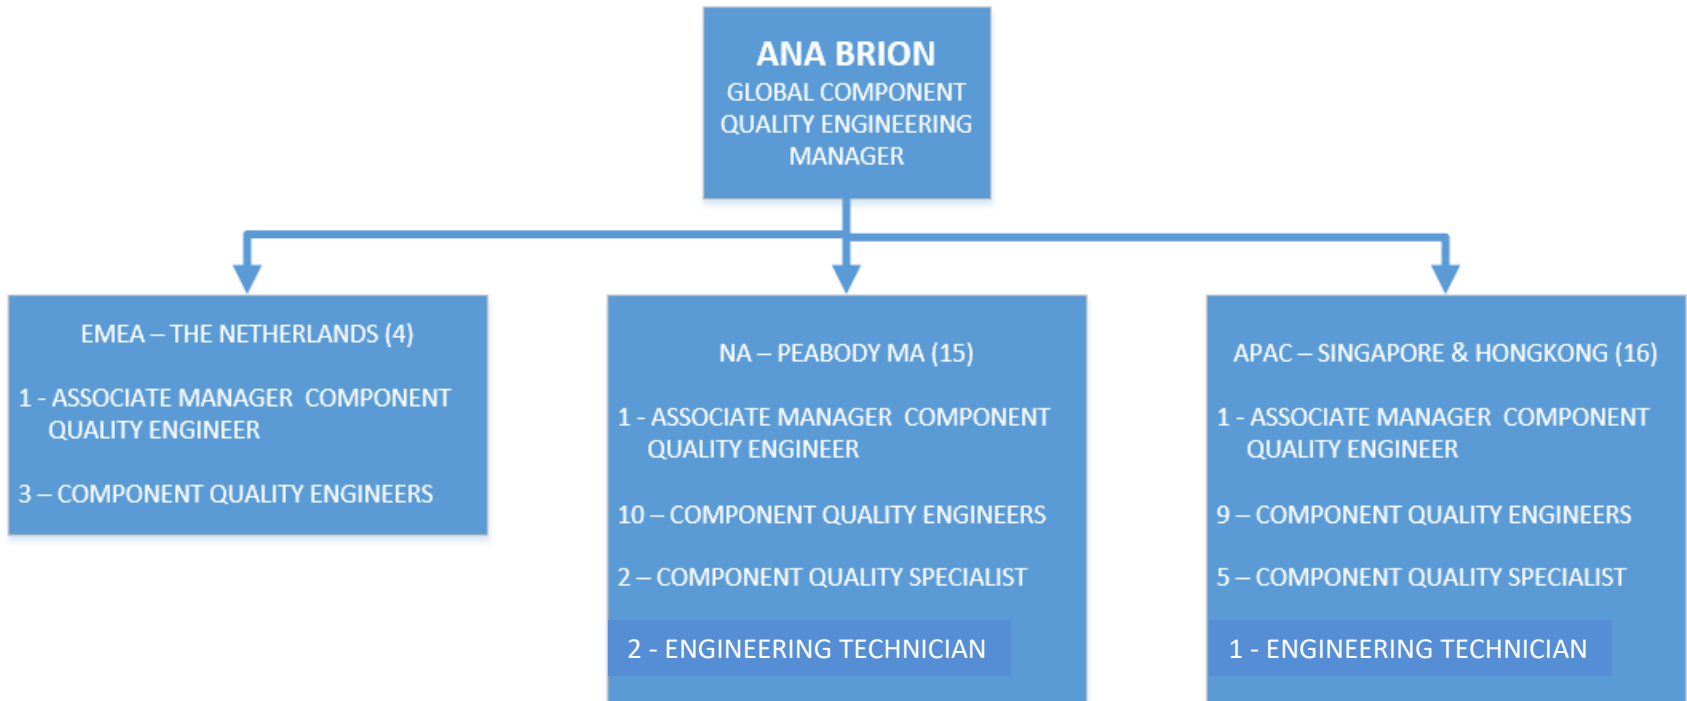 ANA BRION
GLOBAL COMPONENT
QUALITY ENGINEERING
MANAGER
EMEA – THE NETHERLANDS (4)
1 - ASSOCIATE MANAGER  COMPONENT
QUALITY ENGINEER
3 – COMPONENT QUALITY ENGINEERS
NA – PEABODY MA (15)
1 - ASSOCIATE MANAGER  COMPONENT
QUALITY ENGINEER
10 – COMPONENT QUALITY ENGINEERS
2 – COMPONENT QUALITY SPECIALIST
2 - ENGINEERING TECHNICIAN
APAC – SINGAPORE & HONGKONG (16)
1 - ASSOCIATE MANAGER  COMPONENT
QUALITY ENGINEER
9 – COMPONENT QUALITY ENGINEERS
5 – COMPONENT QUALITY SPECIALIST
1 - ENGINEERING TECHNICIAN